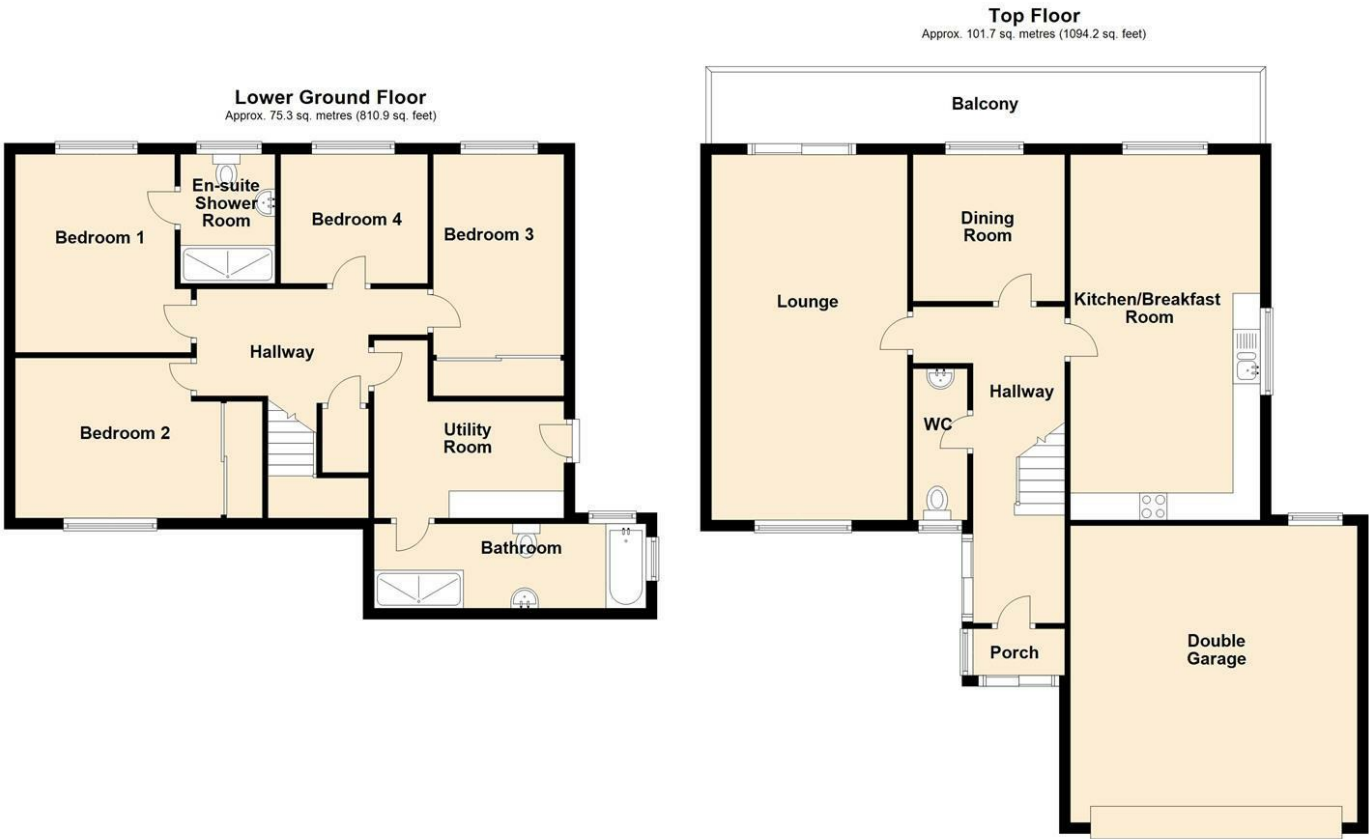 Top Floor
Approx. 101.7 sq. metres (1094.2 sq. feet)
Balcony
Lounge
Dining
Room
Kitchen/Breakfast
Room
Hallway
WC
Porch
Double
Garage
Lower Ground Floor
Approx. 75.3 sq. metres (810.9 sq. feet)
Bedroom 1
En-suite
Shower
Room
Bedroom 4
Bedroom 3
Hallway
Bedroom 2
Utility
Room
Bathroom